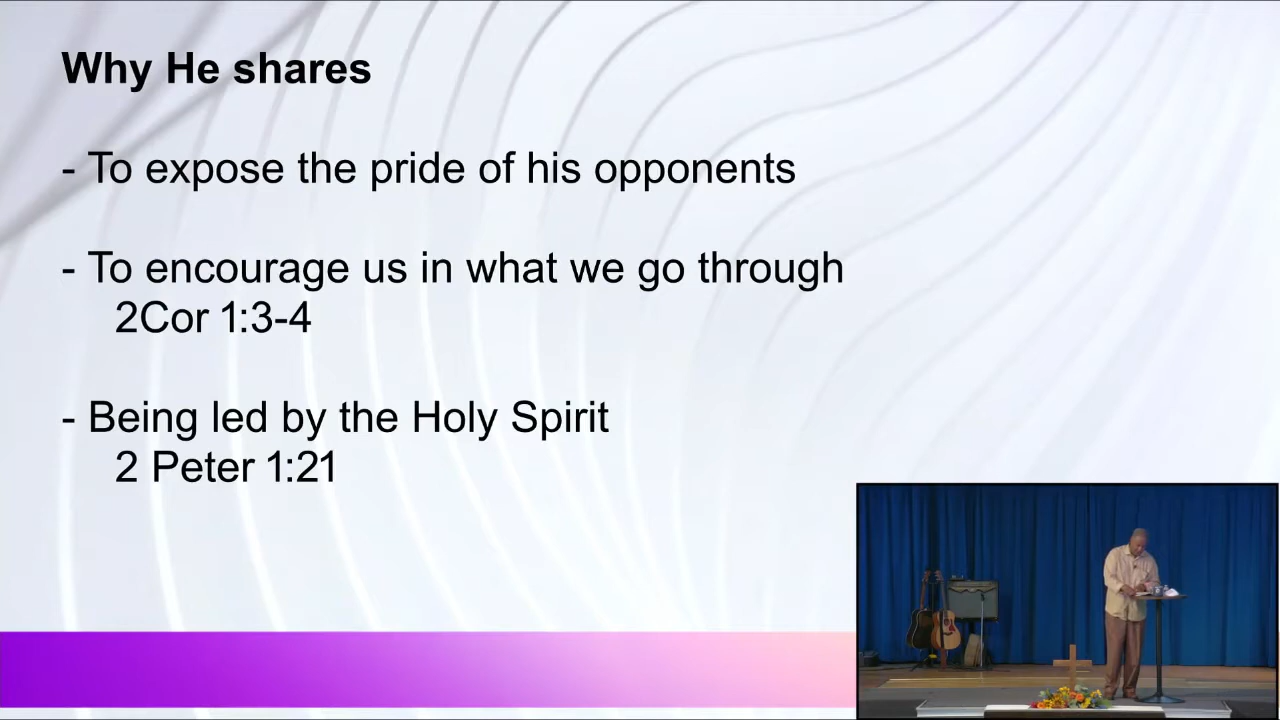 Why He shares
- To expose the pride of his opponents
- To encourage us in what we go through
2Cor 1:3-4
- Being led by the Holy Spirit
2 Peter 1:21